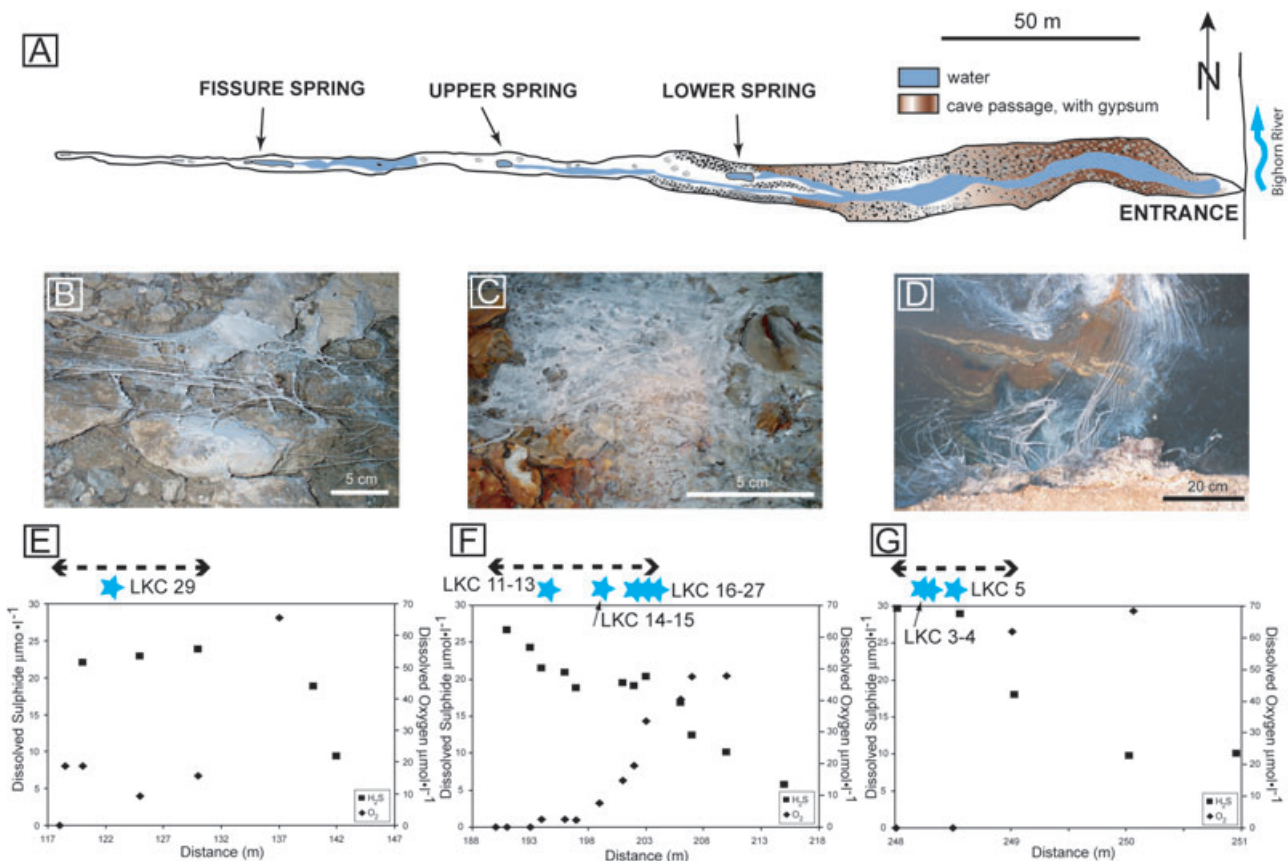 A
50 m
N
water
cave passage, with gypsum
FISSURE SPRING
UPPER SPRING
LOWER SPRING
ENTRANCE
Bighorn River
B
5 cm
C
5 cm
D
20 cm
E
LKC 29
Dissolved Sulphide µmo•l⁻¹
30
25
20
15
10
5
0
70
60
50
40
30
20
10
0
Dissolved Oxygen µmol•l⁻¹
H₂S
O₂
117 122 127 132 137 142 147
Distance (m)
F
LKC 11-13
LKC 16-27
LKC 14-15
Dissolved Sulphide µmol•l⁻¹
30
25
20
15
10
5
0
70
60
50
40
30
20
10
0
Dissolved Oxygen µmol•l⁻¹
H₂S
O₂
188 193 198 203 208 213 218
Distance (m)
G
LKC 5
LKC 3-4
Dissolved Sulphide µmol•l⁻¹
30
25
20
15
10
5
0
70
60
50
40
30
20
10
0
Dissolved Oxygen µmol•l⁻¹
H₂S
O₂
248 249 250 251
Distance (m)